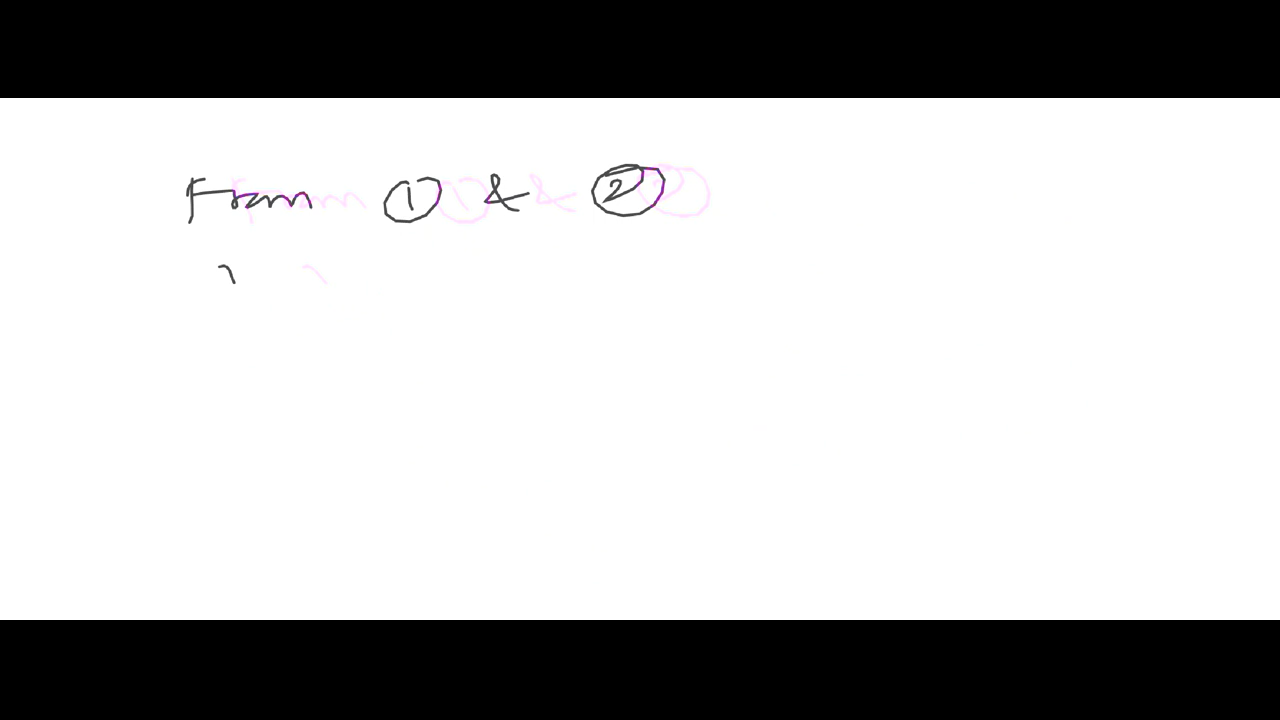 From ① & ②